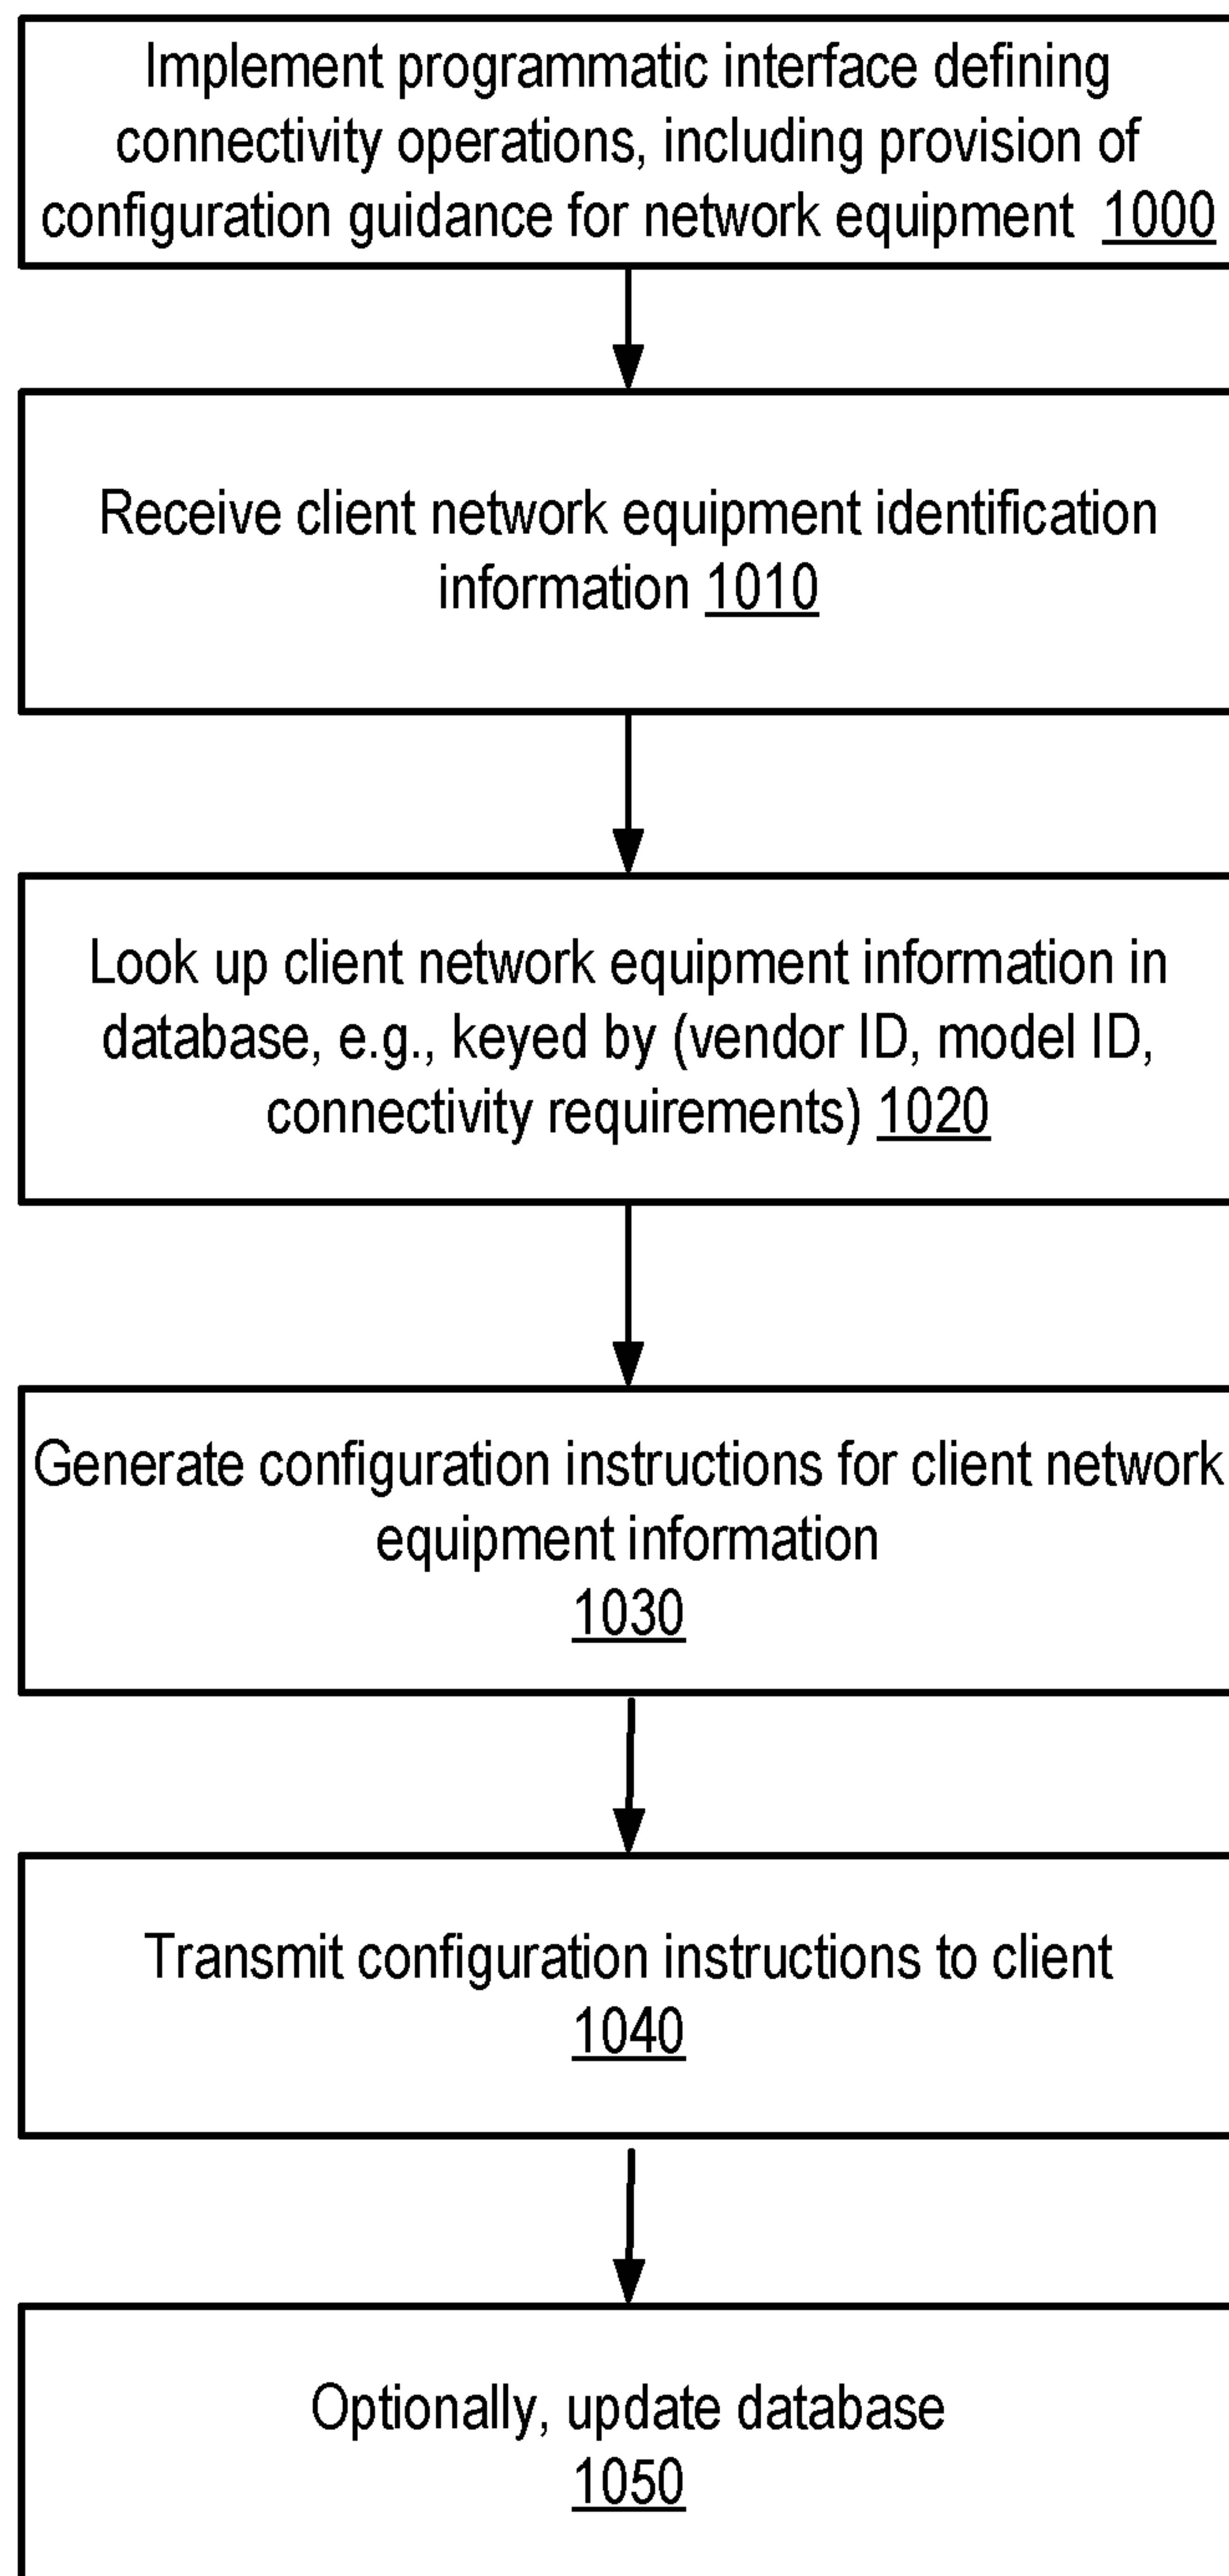 Implement programmatic interface defining
connectivity operations, including provision of
configuration guidance for network equipment 1000
Receive client network equipment identification
information 1010
Look up client network equipment information in
database, e.g., keyed by (vendor ID, model ID,
connectivity requirements) 1020
Generate configuration instructions for client network
equipment information
1030
Transmit configuration instructions to client
1040
Optionally, update database
1050